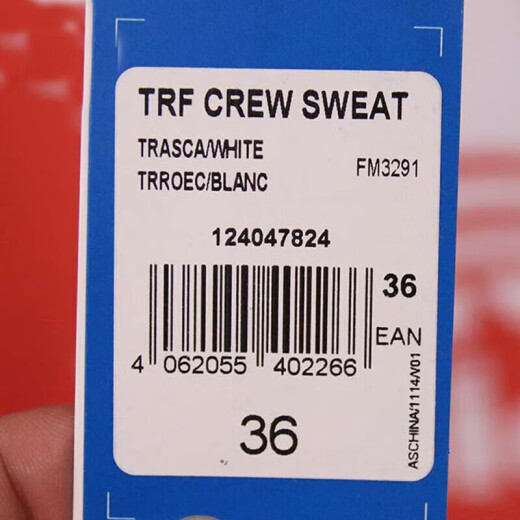 TRF CREW SWEAT
TRASCA/WHITE
TRROEC/BLANC
FM3291
124047824
36
EAN
4 062055 402266
36
ASCHINA/1114/V01